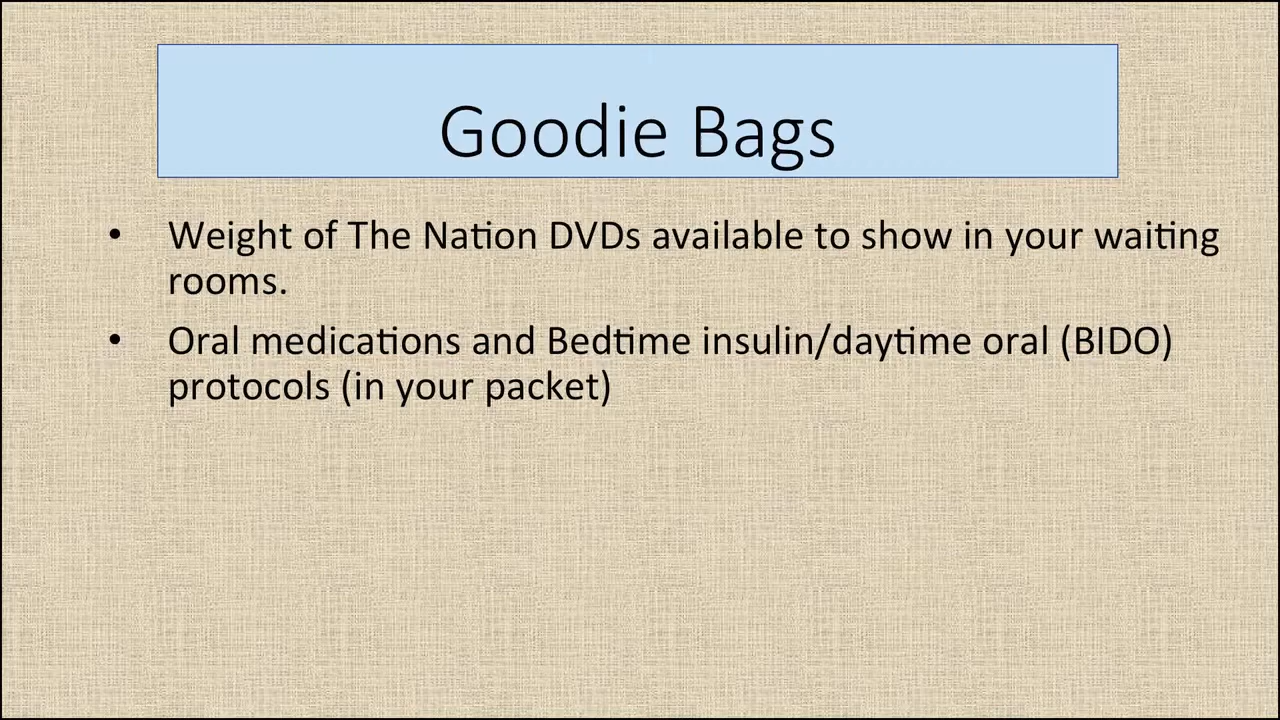 Goodie Bags
• Weight of The Nation DVDs available to show in your waiting
rooms.
• Oral medications and Bedtime insulin/daytime oral (BIDO)
protocols (in your packet)